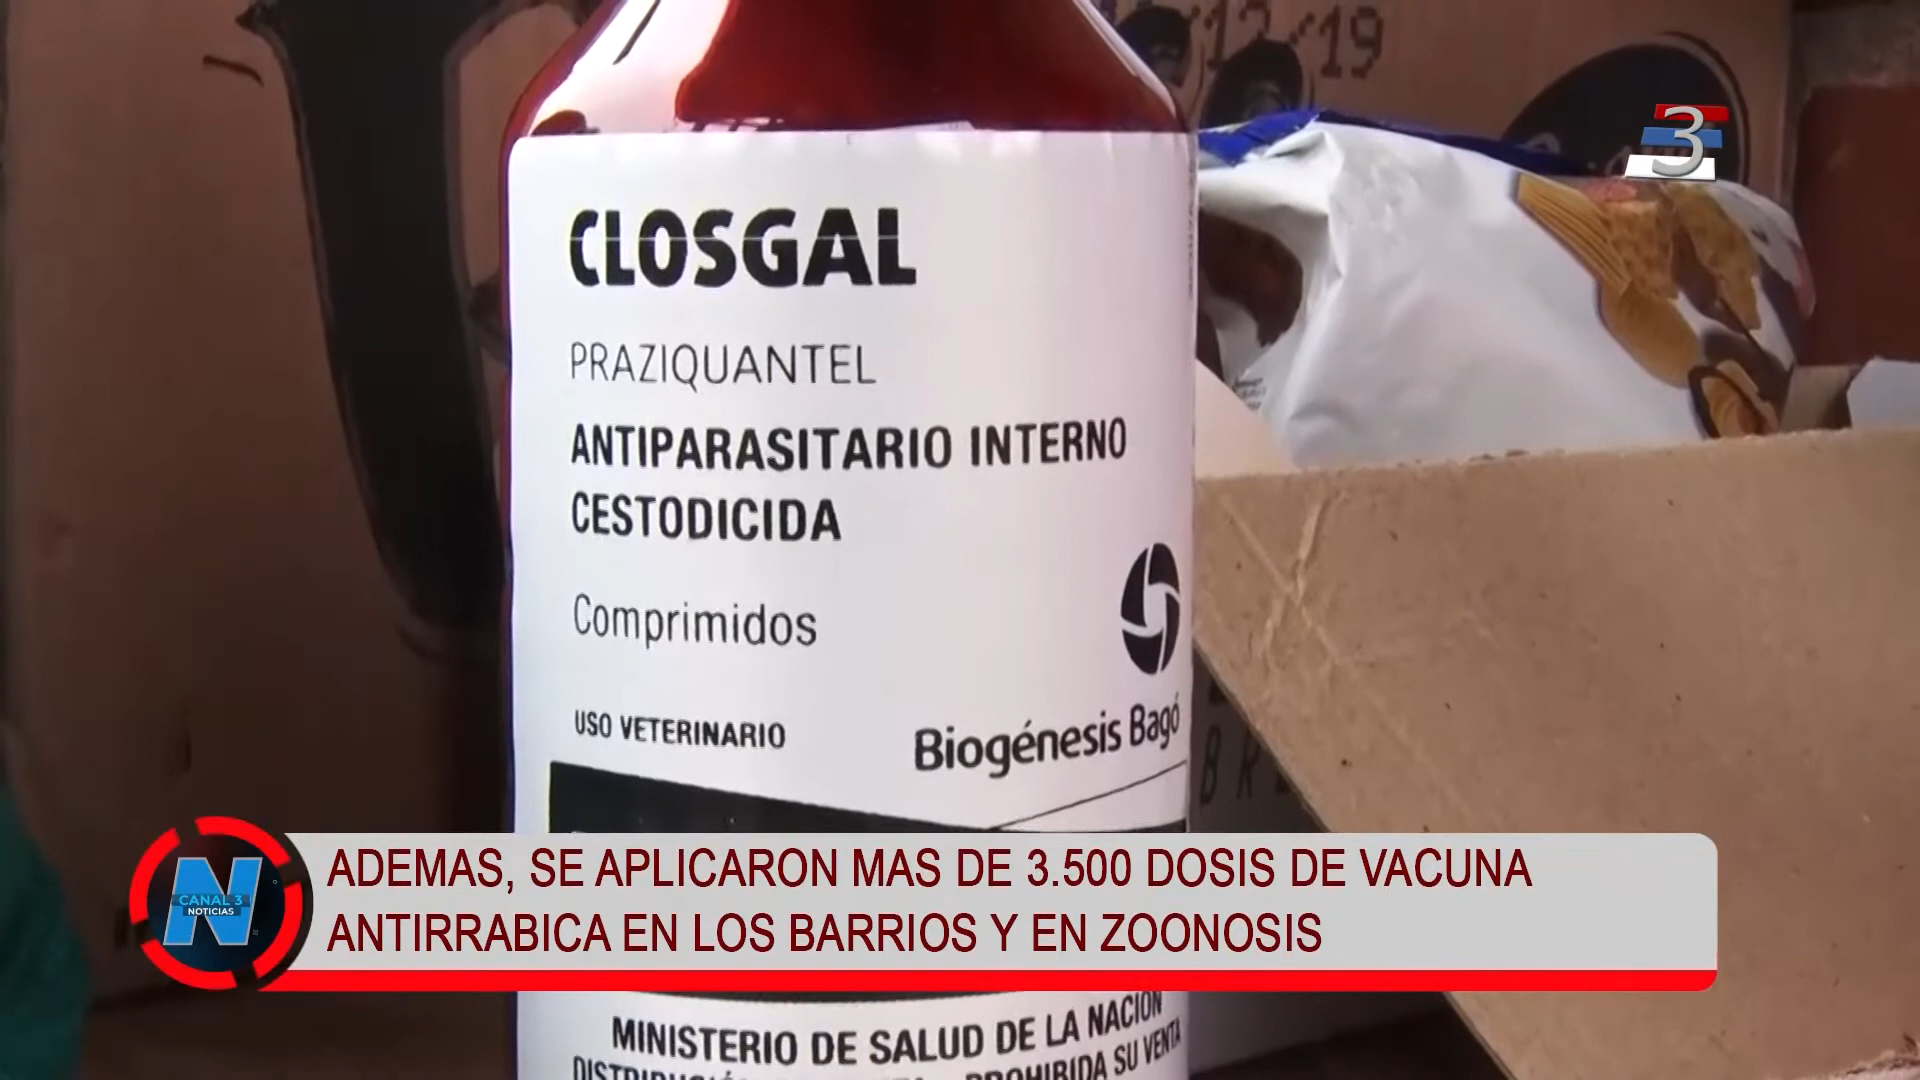 12/19
3
CLOSGAL
PRAZIQUANTEL
ANTIPARASITARIO INTERNO
CESTODICIDA
Comprimidos
USO VETERINARIO
Biogénesis Bagó
CANAL 3
NOTICIAS
ADEMAS, SE APLICARON MAS DE 3.500 DOSIS DE VACUNA
ANTIRRABICA EN LOS BARRIOS Y EN ZOONOSIS
MINISTERIO DE SALUD DE LA NACIÓN
PROHIBIDA SU VENTA